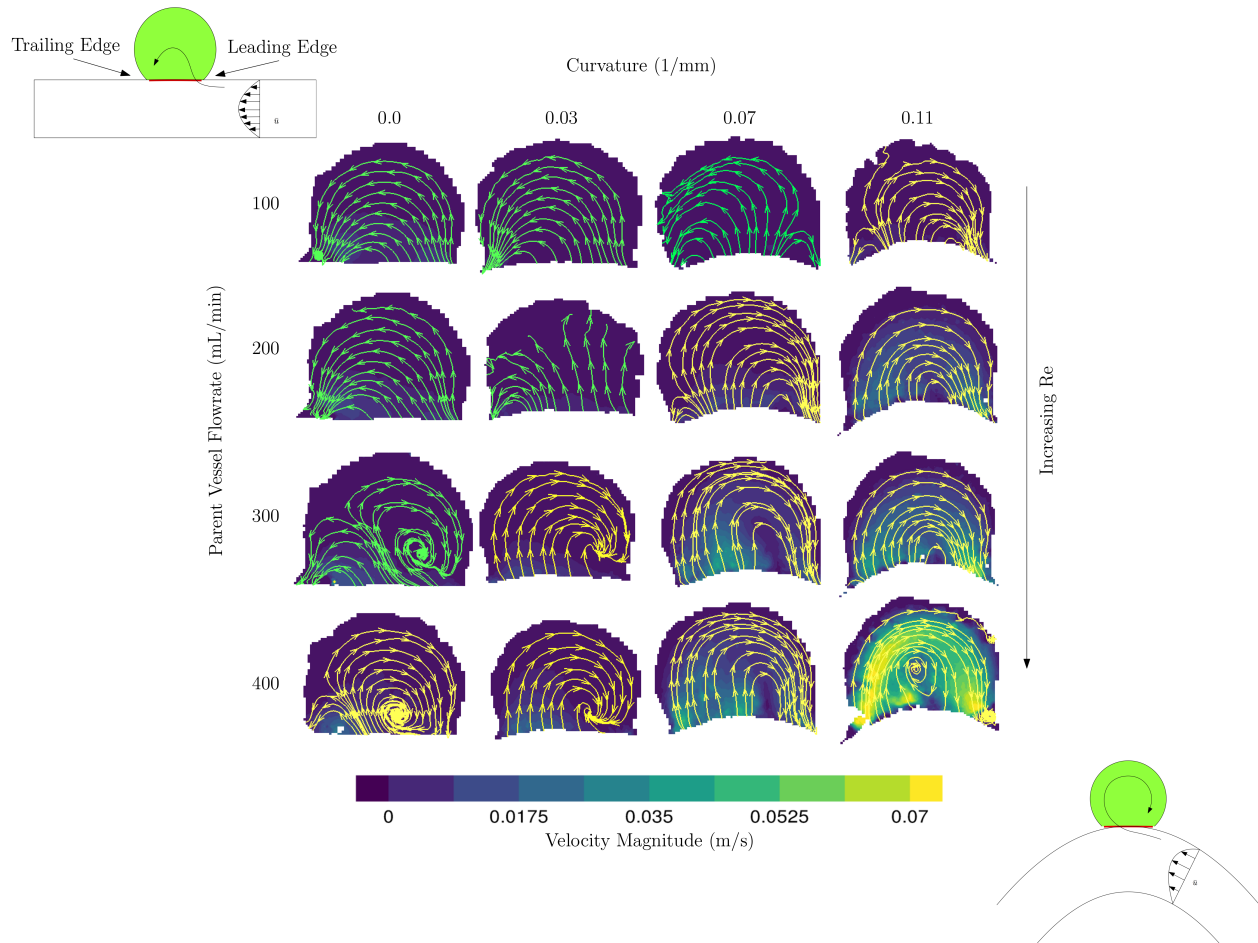 Trailing Edge
Leading Edge
Curvature (1/mm)
0.0
0.03
0.07
0.11
Parent Vessel Flowrate (mL/min)
100
200
300
400
Increasing Re
0
0.0175
0.035
0.0525
0.07
Velocity Magnitude (m/s)